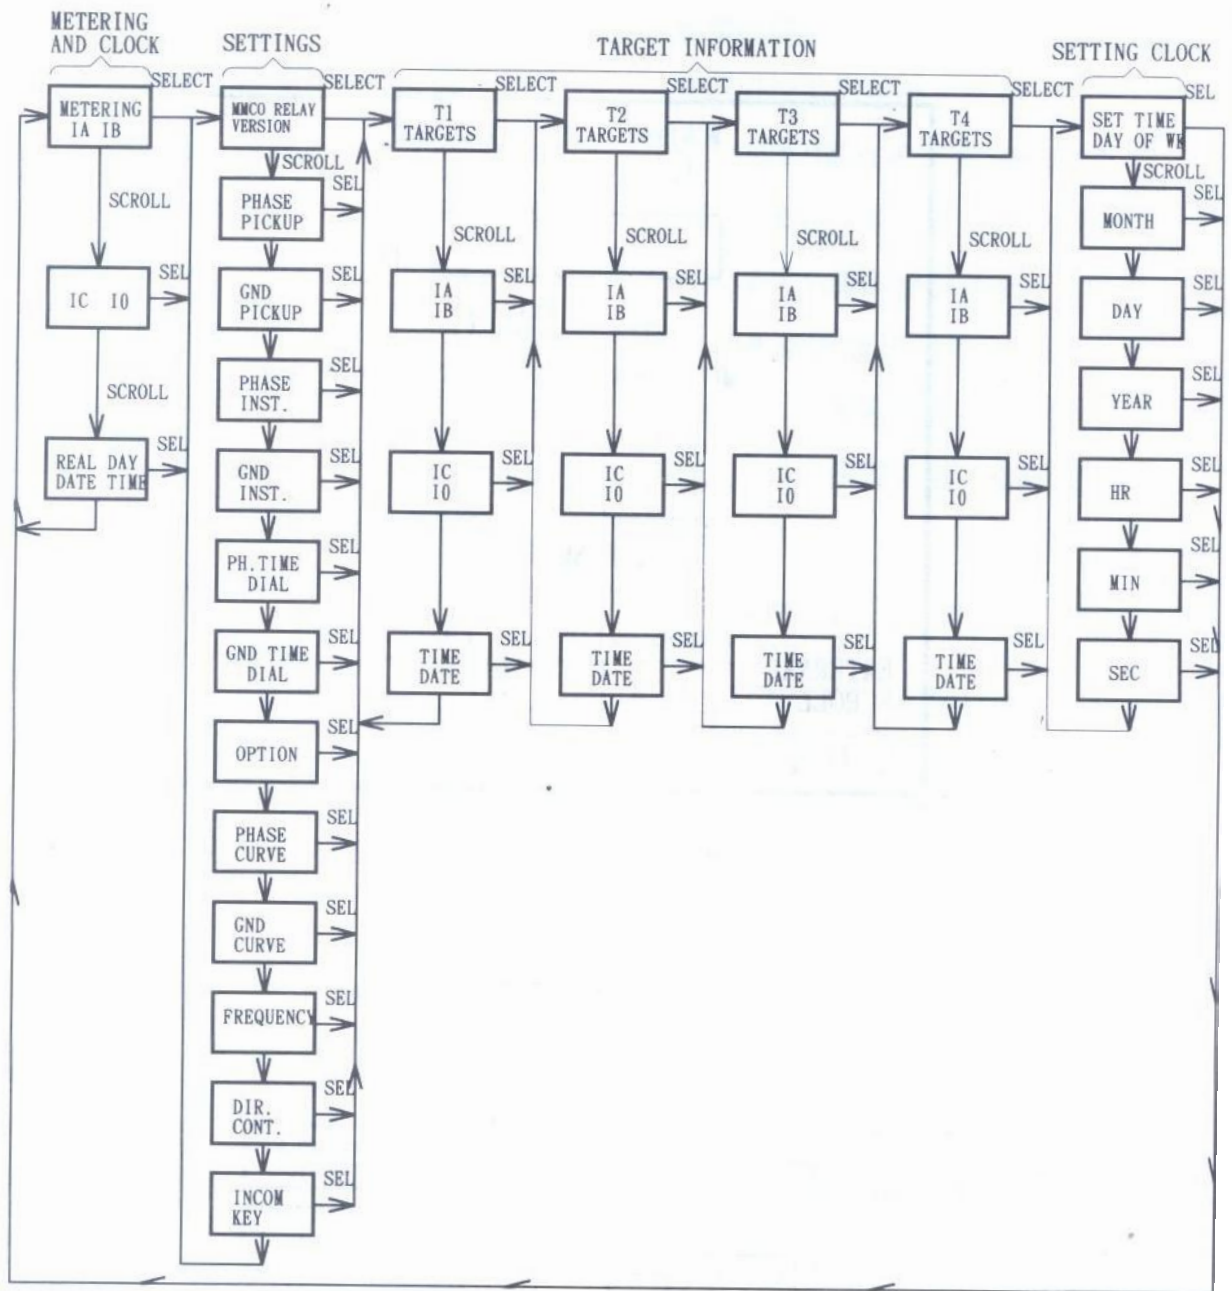 METERING
AND CLOCK
SETTINGS
TARGET INFORMATION
SETTING CLOCK
METERING
IA IB
SELECT
SCROLL
IC I0
SEL
SCROLL
REAL DAY
DATE TIME
SEL
MMCO RELAY
VERSION
SELECT
SCROLL
PHASE
PICKUP
SEL
GND
PICKUP
SEL
PHASE
INST.
SEL
GND
INST.
SEL
PH.TIME
DIAL
SEL
GND TIME
DIAL
SEL
OPTION
SEL
PHASE
CURVE
SEL
GND
CURVE
SEL
FREQUENCY
SEL
DIR.
CONT.
SEL
INCOM
KEY
SEL
T1
TARGETS
SELECT
SCROLL
IA
IB
SEL
IC
I0
SEL
TIME
DATE
SEL
T2
TARGETS
SELECT
SCROLL
IA
IB
SEL
IC
I0
SEL
TIME
DATE
SEL
T3
TARGETS
SELECT
SCROLL
IA
IB
SEL
IC
I0
SEL
TIME
DATE
SEL
T4
TARGETS
SELECT
SCROLL
IA
IB
SEL
IC
I0
SEL
TIME
DATE
SEL
SET TIME
DAY OF WK
SEL
SCROLL
MONTH
SEL
DAY
SEL
YEAR
SEL
HR
SEL
MIN
SEL
SEC
SEL